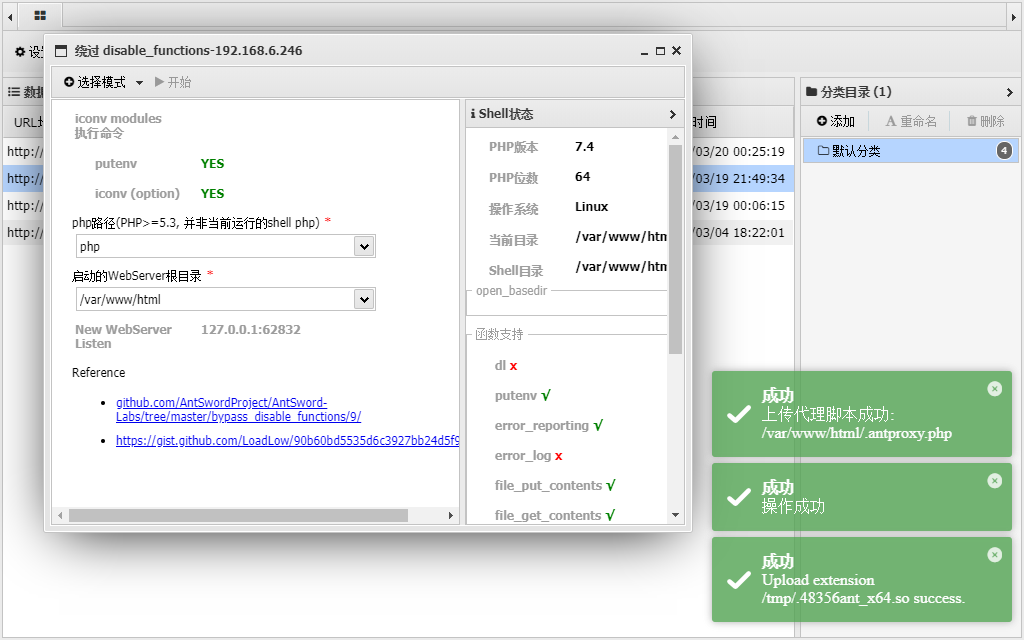 设
数据
URL地
http://
http://
http://
http://
绕过 disable_functions-192.168.6.246
选择模式
开始
iconv modules
执行命令
putenv YES
iconv (option) YES
php路径(PHP>=5.3, 并非当前运行的shell php) *
php
启动的WebServer根目录 *
/var/www/html
New WebServer
Listen
127.0.0.1:62832
Reference
github.com/AntSwordProject/AntSword-
Labs/tree/master/bypass_disable_functions/9/
https://gist.github.com/LoadLow/90b60bd5535d6c3927bb24d5f9
Shell状态
PHP版本 7.4
PHP位数 64
操作系统 Linux
当前目录 /var/www/htm
Shell目录 /var/www/htm
open_basedir
函数支持
dl x
putenv √
error_reporting √
error_log x
file_put_contents √
file_get_contents √
时间
/03/20 00:25:19
/03/19 21:49:34
/03/19 00:06:15
/03/04 18:22:01
分类目录 (1)
添加
重命名
删除
默认分类 4
成功
上传代理脚本成功:
/var/www/html/.antproxy.php
成功
操作成功
成功
Upload extension
/tmp/.48356ant_x64.so success.